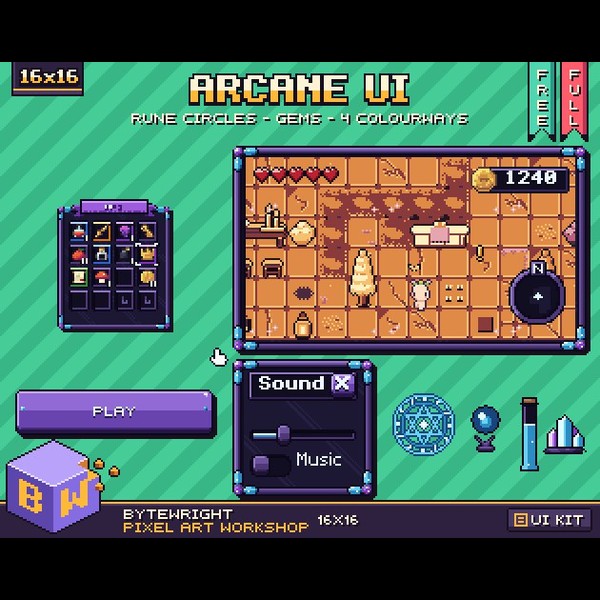 16x16
ARCANE UI
FREE
FULL
RUNE CIRCLES - GEMS - 4 COLOURWAYS
1240
N
Sound X
PLAY
Music
BW
BYTEWRIGHT
PIXEL ART WORKSHOP
16X16
UI KIT